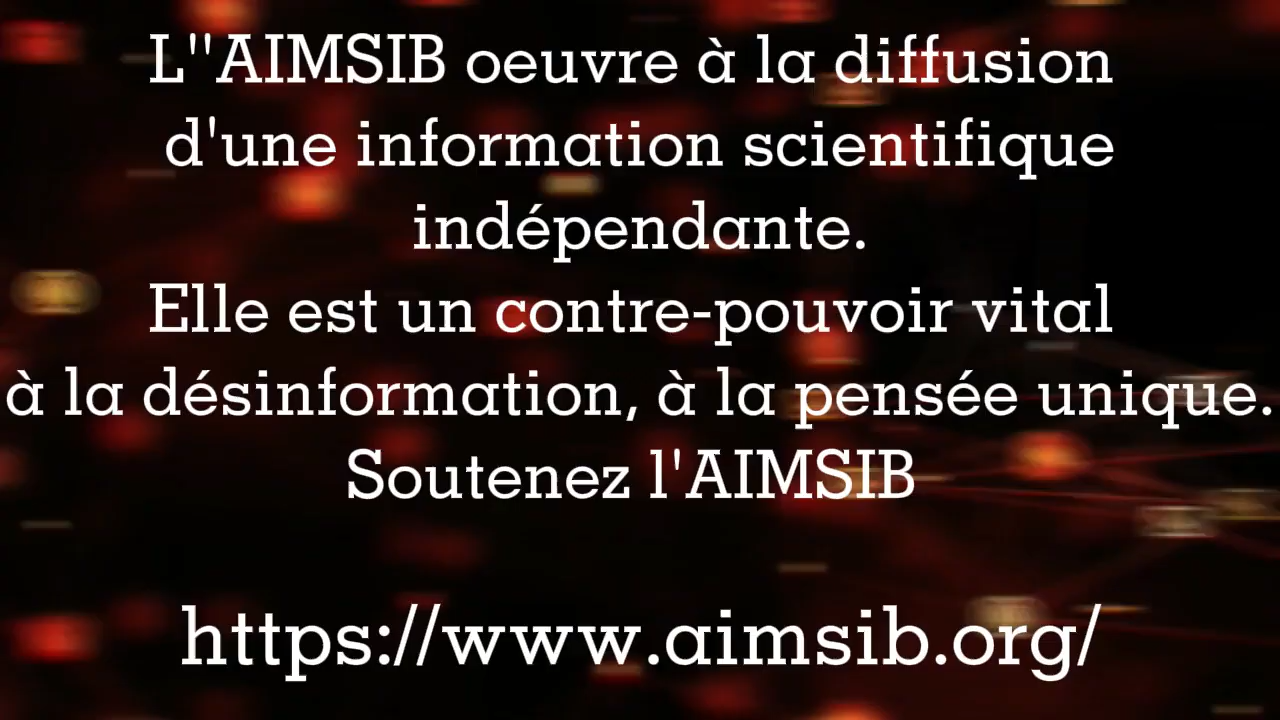 L''AIMSIB oeuvre à la diffusion
d'une information scientifique
indépendante.
Elle est un contre-pouvoir vital
à la désinformation, à la pensée unique.
Soutenez l'AIMSIB
https://www.aimsib.org/